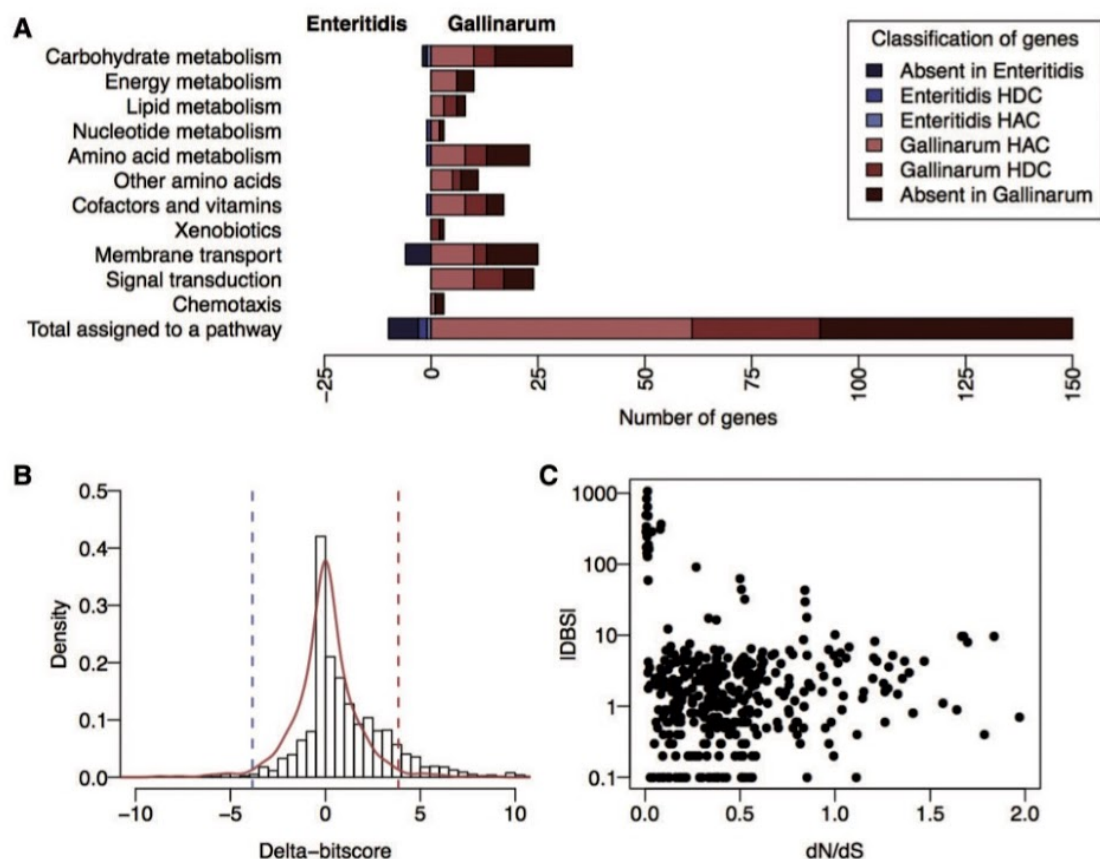 A
Enteritidis Gallinarum
Carbohydrate metabolism
Energy metabolism
Lipid metabolism
Nucleotide metabolism
Amino acid metabolism
Other amino acids
Cofactors and vitamins
Xenobiotics
Membrane transport
Signal transduction
Chemotaxis
Total assigned to a pathway
−25 0 25 50 75 100 125 150
Number of genes
Classification of genes
Absent in Enteritidis
Enteritidis HDC
Enteritidis HAC
Gallinarum HAC
Gallinarum HDC
Absent in Gallinarum
B
Density
0.5
0.4
0.3
0.2
0.1
0.0
−10 −5 0 5 10
Delta−bitscore
C
|DBS|
1000
100
10
1
0.1
0.0 0.5 1.0 1.5 2.0
dN/dS